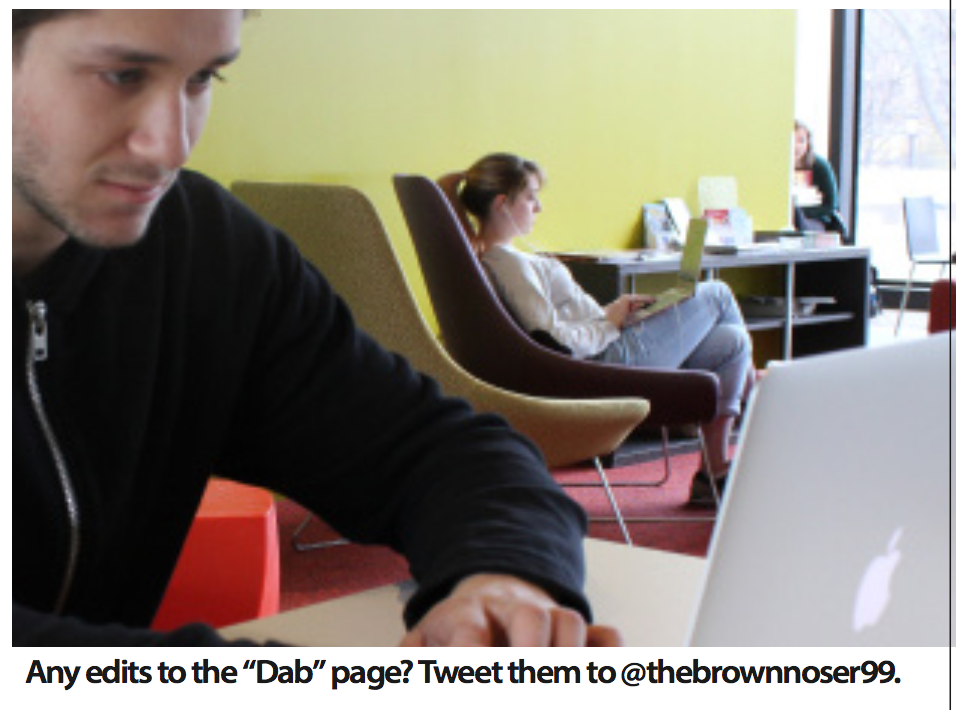 Any edits to the “Dab” page? Tweet them to @thebrownnoser99.